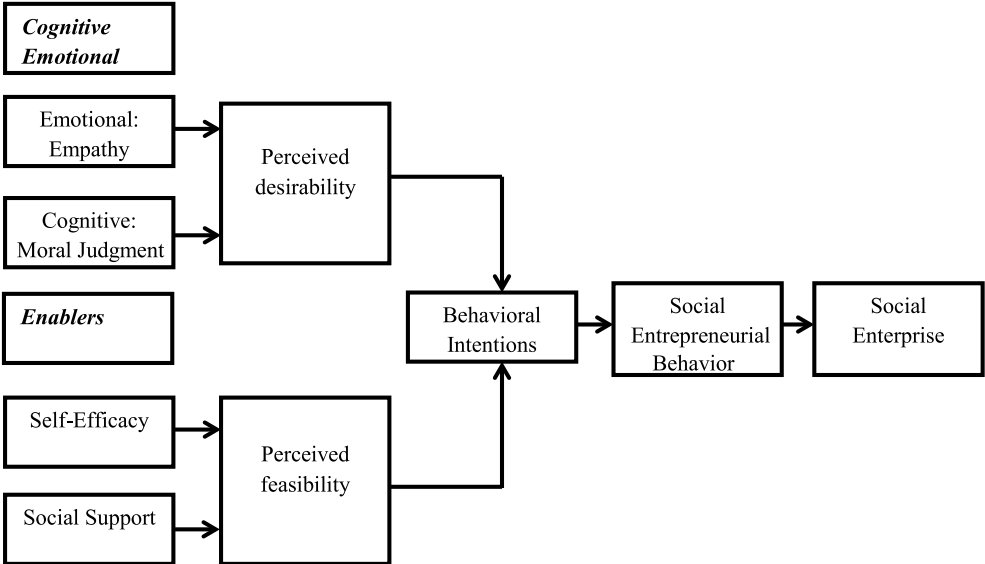 Cognitive
Emotional
Emotional:
Empathy
Cognitive:
Moral Judgment
Perceived
desirability
Enablers
Self-Efficacy
Social Support
Perceived
feasibility
Behavioral
Intentions
Social
Entrepreneurial
Behavior
Social
Enterprise